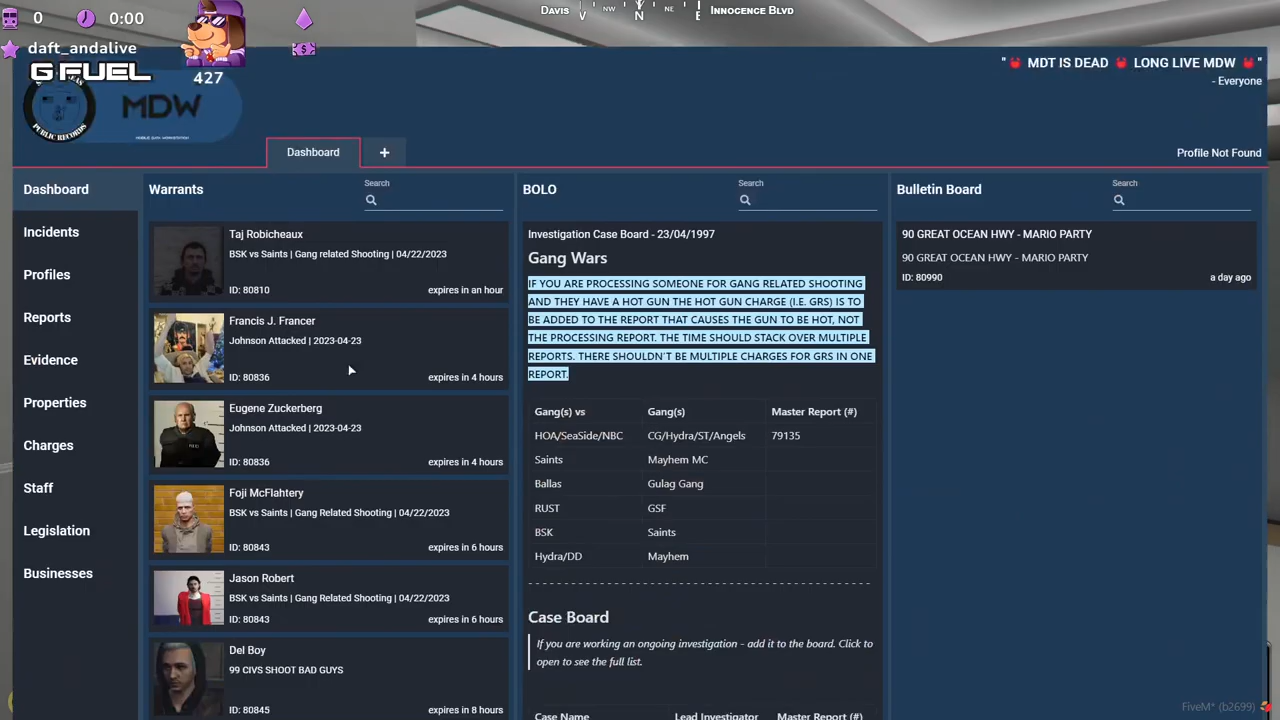 0
0:00
daft_andalive
G FUEL
427
Davis
NW
N
NE
E
Innocence Blvd
" MDT IS DEAD LONG LIVE MDW "
- Everyone
PUBLIC RECORDS
MDW
MOBILE DATA WORKSTATION
Dashboard
+
Profile Not Found
Dashboard
Incidents
Profiles
Reports
Evidence
Properties
Charges
Staff
Legislation
Businesses
Warrants
Search
Taj Robicheaux
BSK vs Saints | Gang related Shooting | 04/22/2023
ID: 80810
expires in an hour
Francis J. Francer
Johnson Attacked | 2023-04-23
ID: 80836
expires in 4 hours
Eugene Zuckerberg
Johnson Attacked | 2023-04-23
ID: 80836
expires in 4 hours
Foji McFlahtery
BSK vs Saints | Gang Related Shooting | 04/22/2023
ID: 80843
expires in 6 hours
Jason Robert
BSK vs Saints | Gang Related Shooting | 04/22/2023
ID: 80843
expires in 6 hours
Del Boy
99 CIVS SHOOT BAD GUYS
ID: 80845
expires in 8 hours
BOLO
Search
Investigation Case Board - 23/04/1997
Gang Wars
IF YOU ARE PROCESSING SOMEONE FOR GANG RELATED SHOOTING
AND THEY HAVE A HOT GUN THE HOT GUN CHARGE (I.E. GRS) IS TO
BE ADDED TO THE REPORT THAT CAUSES THE GUN TO BE HOT, NOT
THE PROCESSING REPORT. THE TIME SHOULD STACK OVER MULTIPLE
REPORTS. THERE SHOULDN'T BE MULTIPLE CHARGES FOR GRS IN ONE
REPORT.
Gang(s) vs Gang(s) Master Report (#)
HOA/SeaSide/NBC CG/Hydra/ST/Angels 79135
Saints Mayhem MC
Ballas Gulag Gang
RUST GSF
BSK Saints
Hydra/DD Mayhem
Case Board
If you are working an ongoing investigation - add it to the board. Click to
open to see the full list.
Case Name Lead Investigator Master Report (#)
Bulletin Board
Search
90 GREAT OCEAN HWY - MARIO PARTY
90 GREAT OCEAN HWY - MARIO PARTY
ID: 80990
a day ago
FiveM* (b2699)